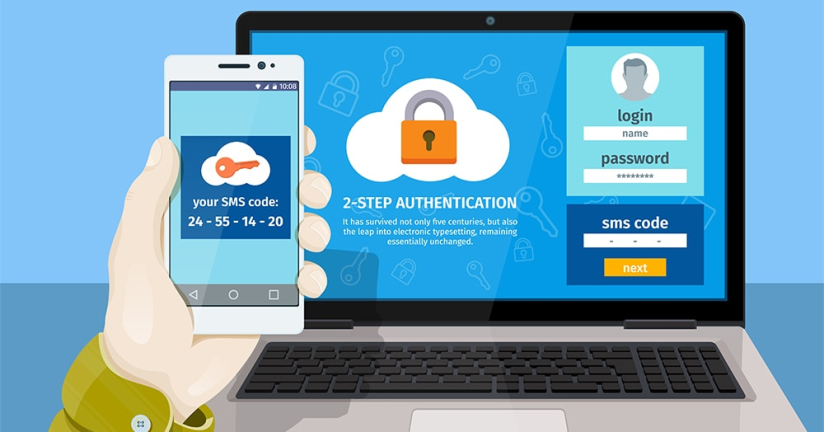 10:08
your SMS code:
24 - 55 - 14 - 20
2-STEP AUTHENTICATION
It has survived not only five centuries, but also
the leap into electronic typesetting, remaining
essentially unchanged.
login
name
password
********
sms code
- - -
next